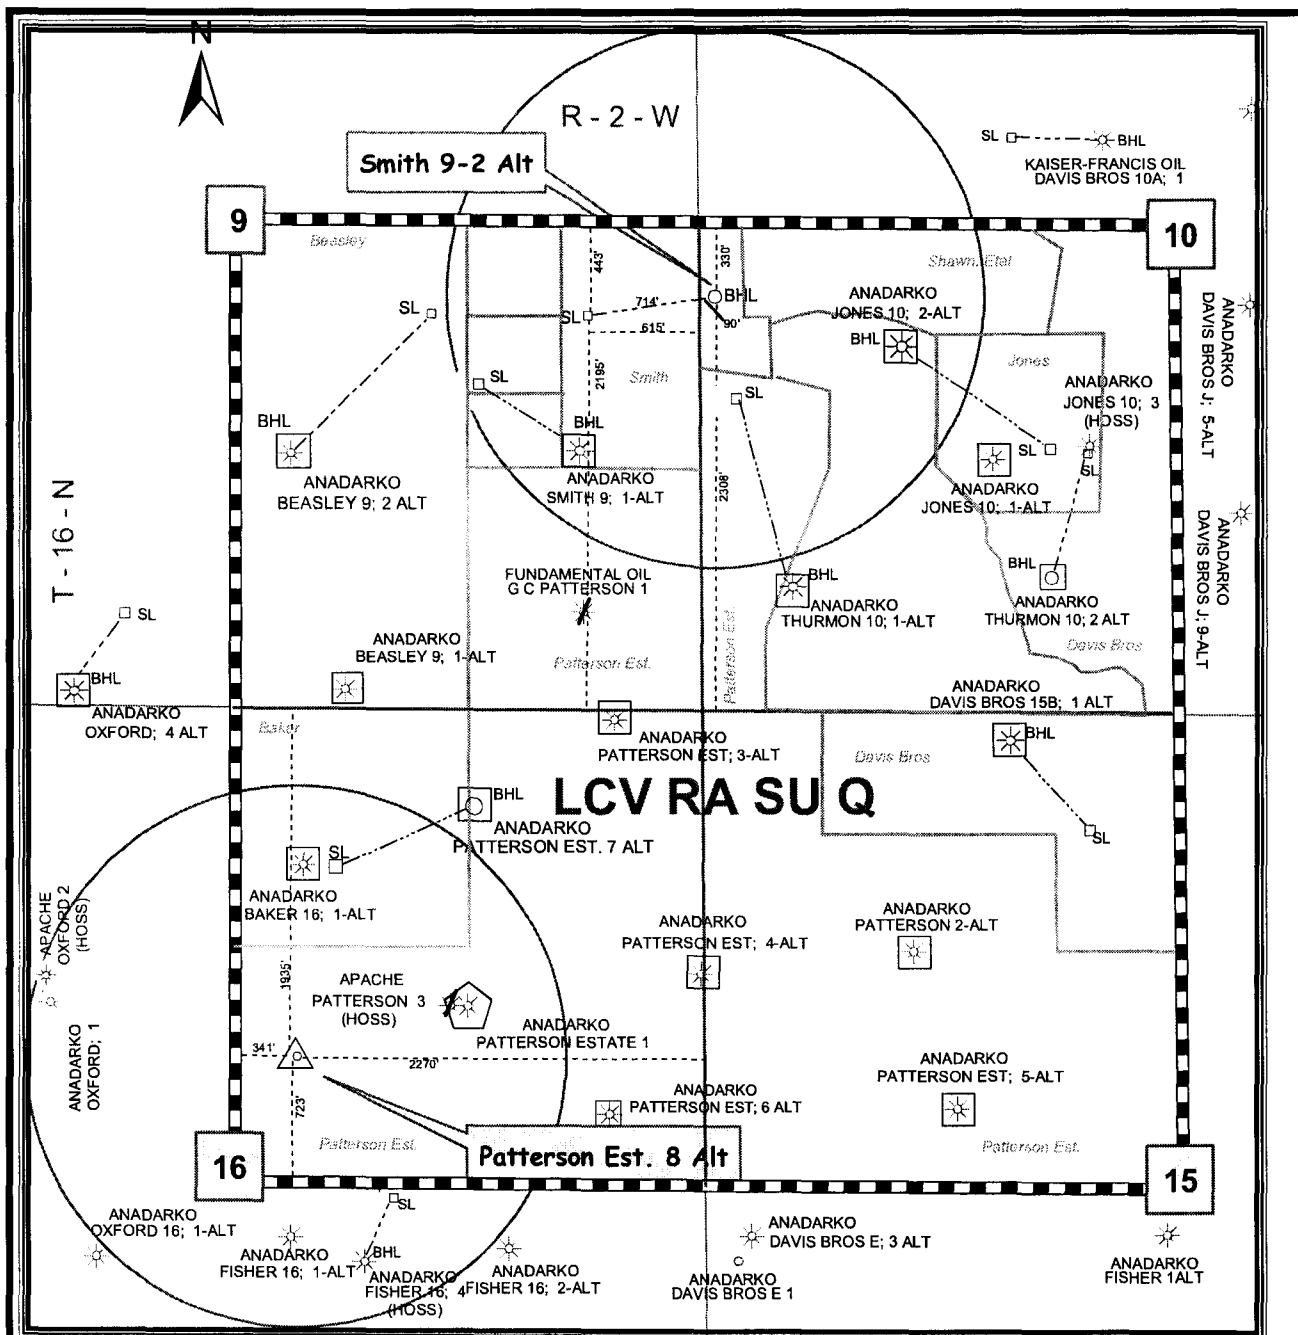 N
R - 2 - W
Smith 9-2 Alt
SL
BHL
KAISER-FRANCIS OIL
DAVIS BROS 10A; 1
9
10
Beasley
443'
330'
Shawn, Etal
SL
SL
714'
BHL
90'
615'
ANADARKO
JONES 10; 2-ALT
BHL
ANADARKO
DAVIS BROS J; 5-ALT
2195'
Smith
Jones
SL
SL
ANADARKO
JONES 10; 3
(HOSS)
BHL
BHL
SL
SL
ANADARKO
BEASLEY 9; 2 ALT
ANADARKO
SMITH 9; 1-ALT
2308'
ANADARKO
JONES 10; 1-ALT
T - 16 - N
ANADARKO
DAVIS BROS J; 9-ALT
FUNDAMENTAL OIL
G C PATTERSON 1
BHL
BHL
ANADARKO
THURMON 10; 1-ALT
ANADARKO
THURMON 10; 2 ALT
SL
ANADARKO
BEASLEY 9; 1-ALT
Patterson Est.
Patterson Est.
Davis Bros
BHL
ANADARKO
OXFORD; 4 ALT
ANADARKO
DAVIS BROS 15B; 1 ALT
Baker
ANADARKO
PATTERSON EST; 3-ALT
BHL
Davis Bros
LCV RA SU Q
BHL
ANADARKO
PATTERSON EST. 7 ALT
SL
SL
ANADARKO
BAKER 16; 1-ALT
APACHE
OXFORD 2
(HOSS)
ANADARKO
PATTERSON EST; 4-ALT
ANADARKO
PATTERSON 2-ALT
1935'
APACHE
PATTERSON 3
(HOSS)
ANADARKO
PATTERSON ESTATE 1
ANADARKO
OXFORD; 1
341'
2270'
ANADARKO
PATTERSON EST; 5-ALT
723'
ANADARKO
PATTERSON EST; 6 ALT
Patterson Est.
Patterson Est. 8 Alt
Patterson Est.
16
15
SL
ANADARKO
OXFORD 16; 1-ALT
ANADARKO
FISHER 16; 1-ALT
BHL
ANADARKO
FISHER 16; 4
(HOSS)
ANADARKO
FISHER 16; 2-ALT
ANADARKO
DAVIS BROS E; 3 ALT
ANADARKO
DAVIS BROS E 1
ANADARKO
FISHER 1ALT